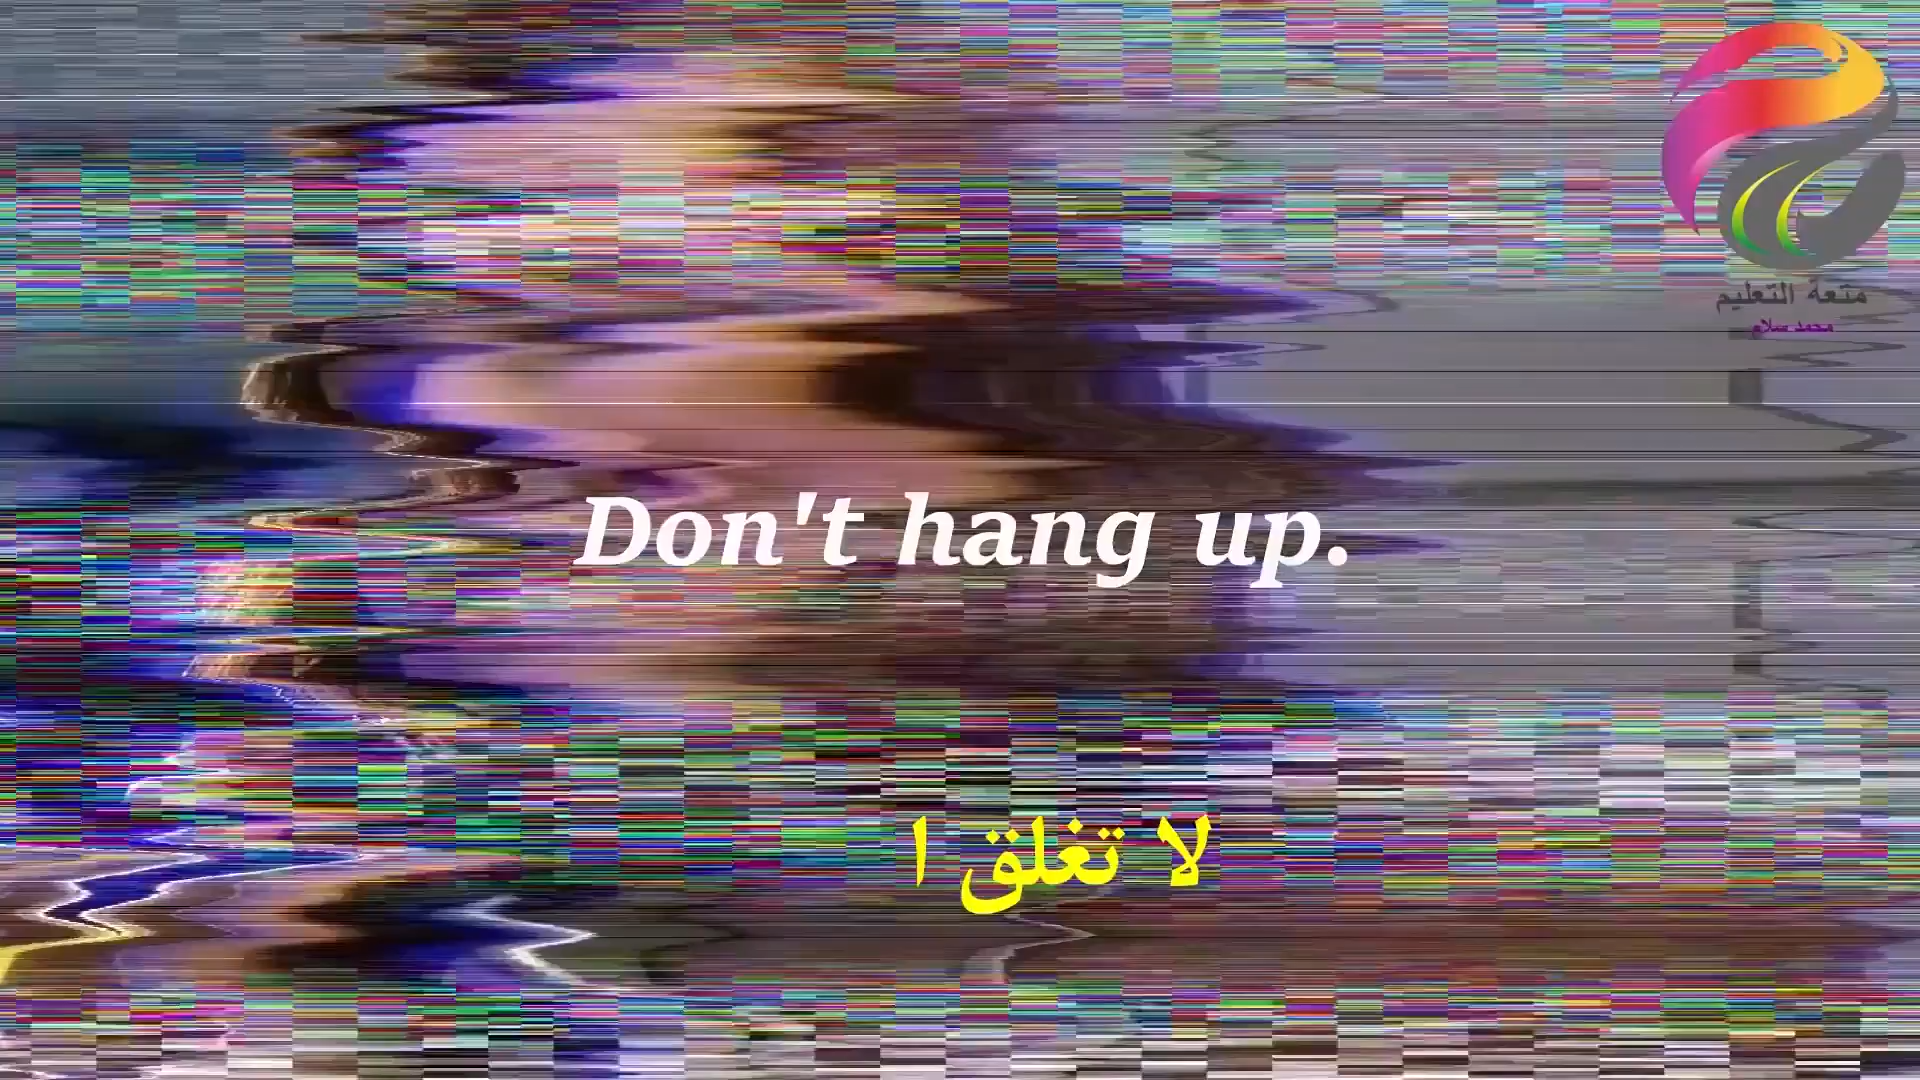 متعة التعليم
محمد سلام
Don't hang up.
لا تغلق ا